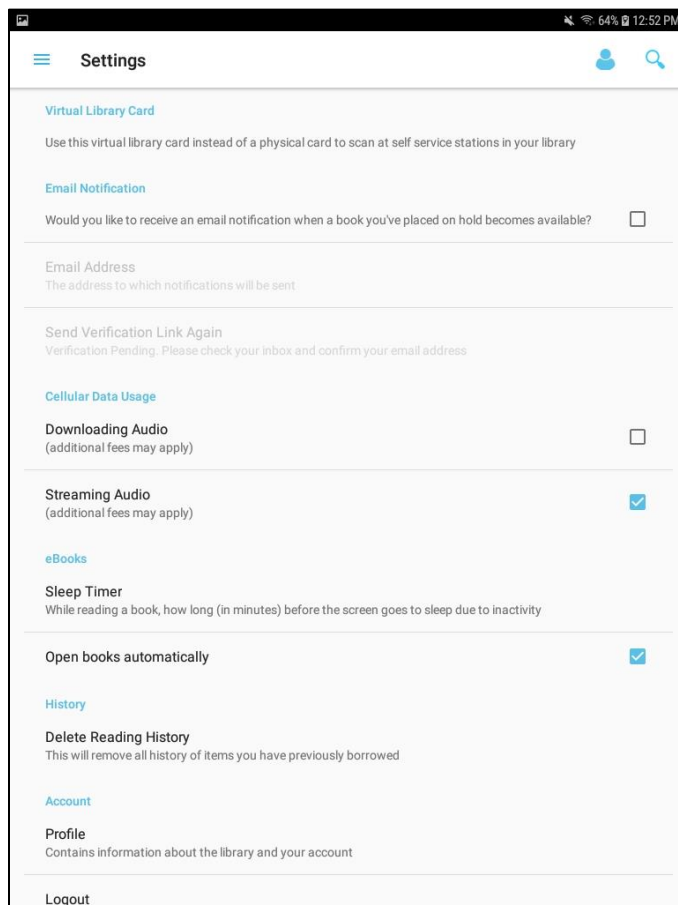 64% 12:52 PM
Settings
Virtual Library Card
Use this virtual library card instead of a physical card to scan at self service stations in your library
Email Notification
Would you like to receive an email notification when a book you've placed on hold becomes available?
Email Address
The address to which notifications will be sent
Send Verification Link Again
Verification Pending. Please check your inbox and confirm your email address
Cellular Data Usage
Downloading Audio
(additional fees may apply)
Streaming Audio
(additional fees may apply)
eBooks
Sleep Timer
While reading a book, how long (in minutes) before the screen goes to sleep due to inactivity
Open books automatically
History
Delete Reading History
This will remove all history of items you have previously borrowed
Account
Profile
Contains information about the library and your account
Logout